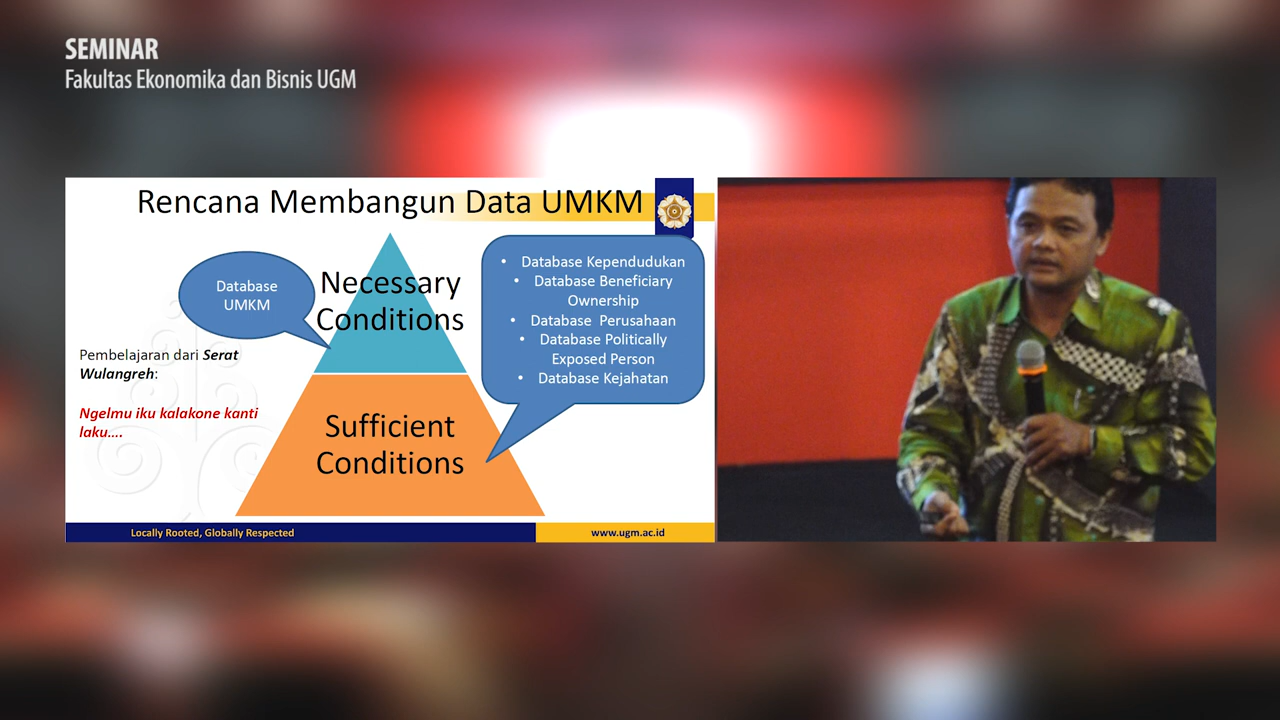 SEMINAR
Fakultas Ekonomika dan Bisnis UGM
Rencana Membangun Data UMKM
Database
UMKM
Necessary
Conditions
• Database Kependudukan
• Database Beneficiary
Ownership
• Database Perusahaan
• Database Politically
Exposed Person
• Database Kejahatan
Pembelajaran dari Serat
Wulangreh:
Ngelmu iku kalakone kanti
laku....
Sufficient
Conditions
Locally Rooted, Globally Respected
www.ugm.ac.id